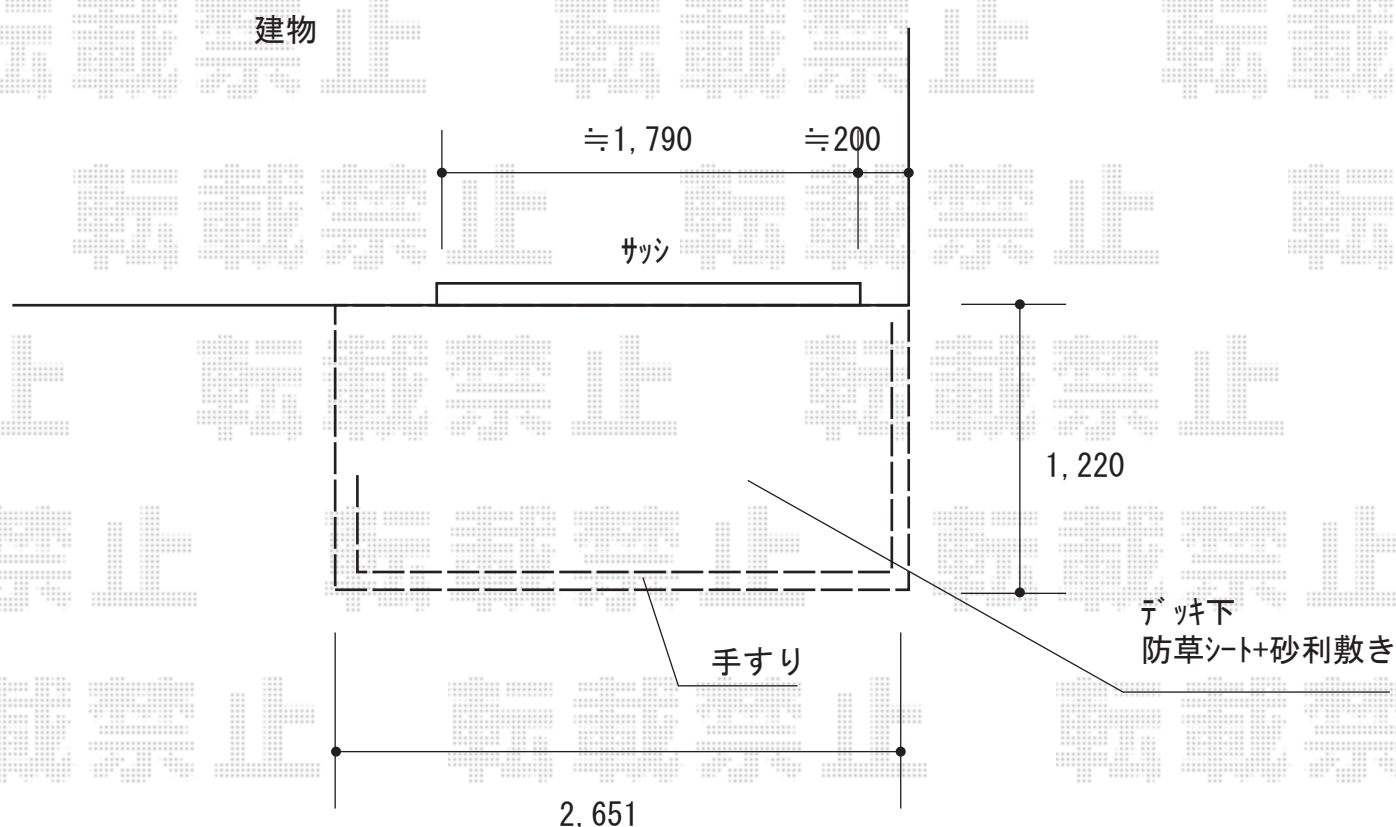 建物
≒1,790
≒200
サッシ
1,220
デッキ下
防草シート+砂利敷き
手すり
2,651
転載禁止